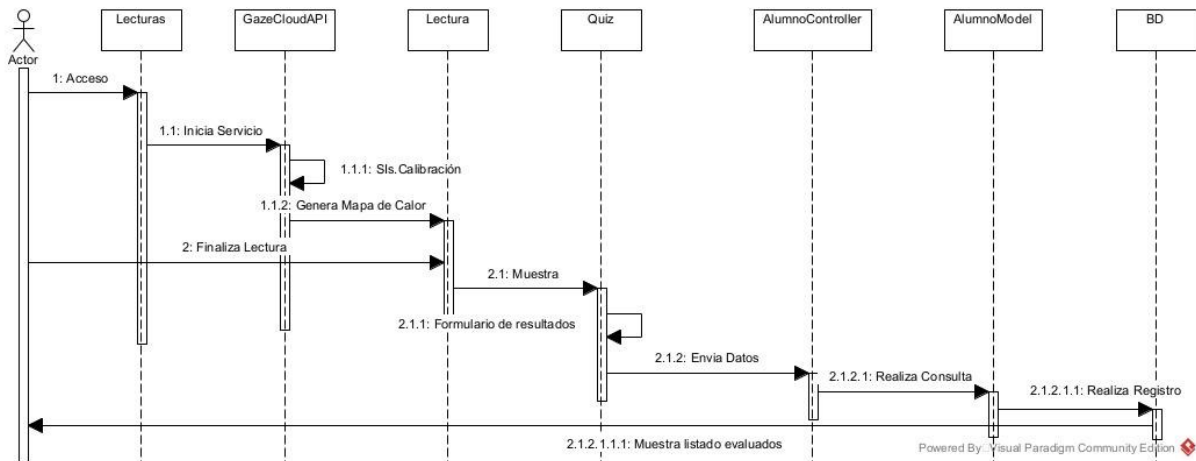 Lecturas
GazeCloudAPI
Lectura
Quiz
AlumnoController
AlumnoModel
BD
Actor
1: Acceso
1.1: Inicia Servicio
1.1.1: SIs.Calibración
1.1.2: Genera Mapa de Calor
2: Finaliza Lectura
2.1: Muestra
2.1.1: Formulario de resultados
2.1.2: Envia Datos
2.1.2.1: Realiza Consulta
2.1.2.1.1: Realiza Registro
2.1.2.1.1.1: Muestra listado evaluados
Powered By Visual Paradigm Community Edition